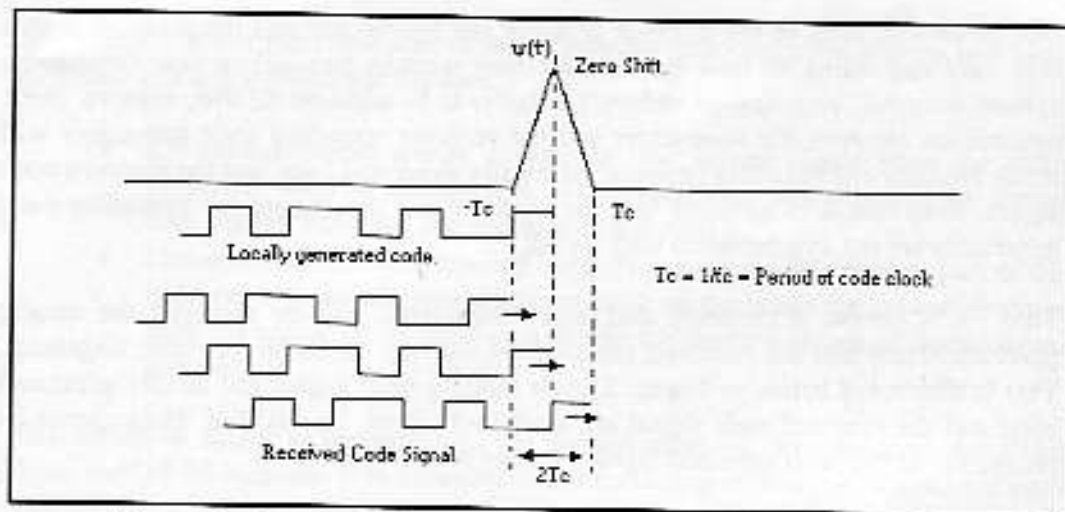 ψ(t)
Zero Shift.
-Tc
Tc
Locally generated code.
Tc = 1/fc = Period of code clock
Received Code Signal
2Tc